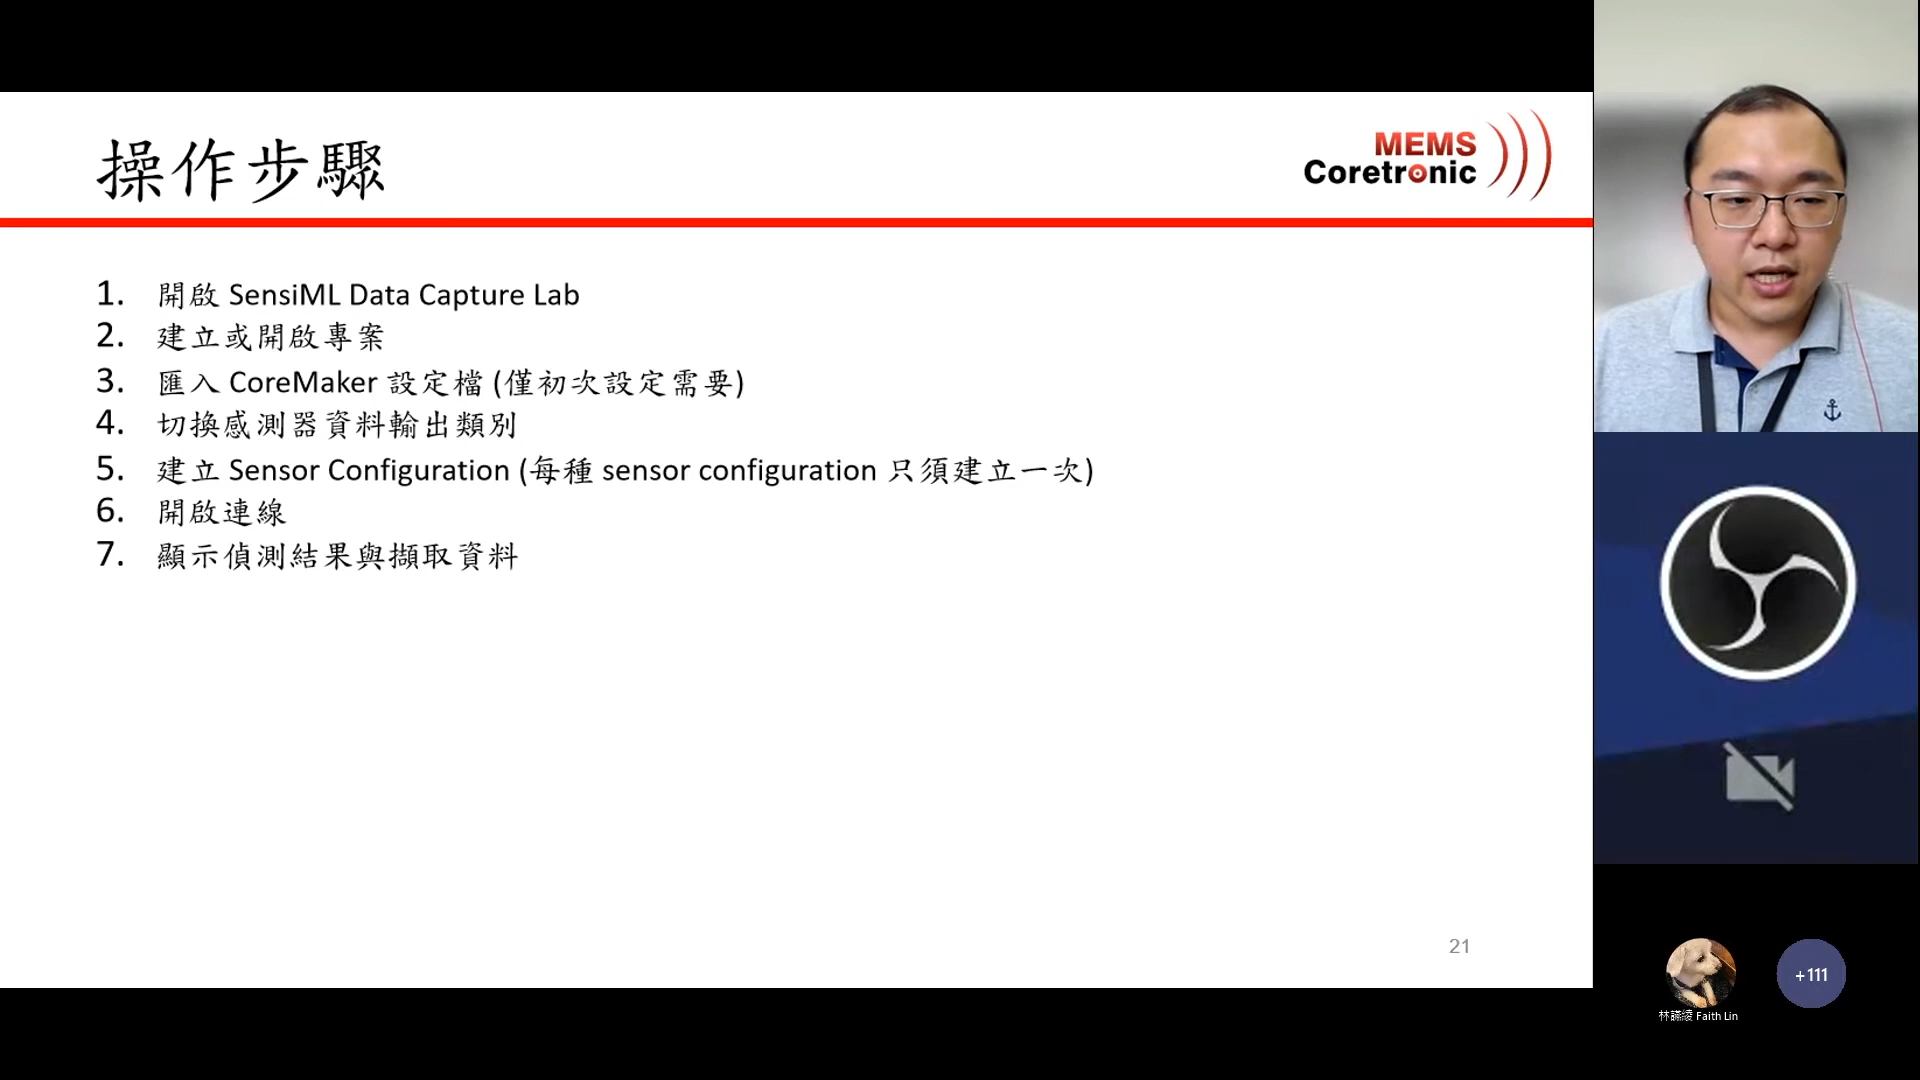 操作步驟
MEMS
Coretronic
1. 開啟 SensiML Data Capture Lab
2. 建立或開啟專案
3. 匯入 CoreMaker 設定檔 (僅初次設定需要)
4. 切換感測器資料輸出類別
5. 建立 Sensor Configuration (每種 sensor configuration 只須建立一次)
6. 開啟連線
7. 顯示偵測結果與擷取資料
21
+111
Faith Lin